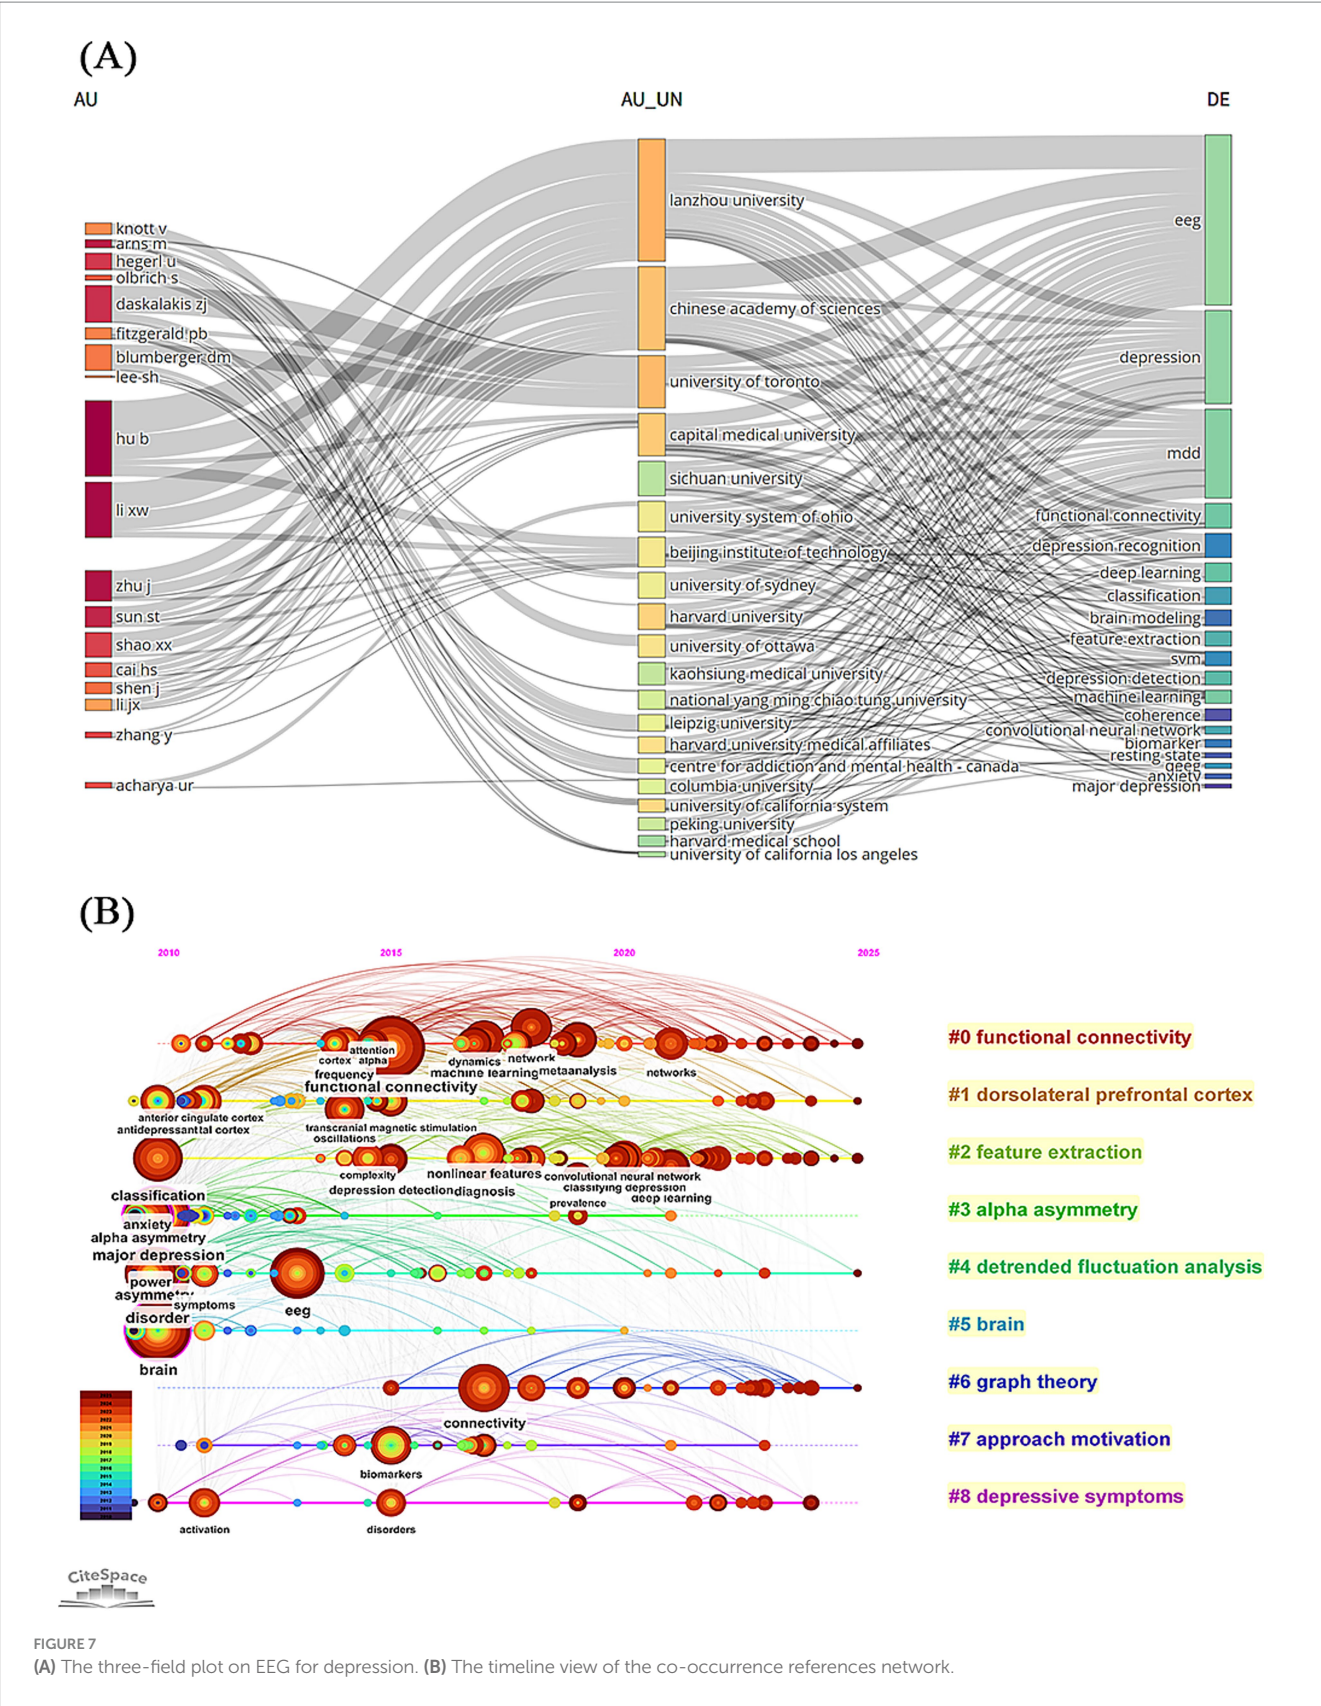 (A)
AU AU_UN DE
knott v
arns m
hegerl u
olbrich s
daskalakis zj
fitzgerald pb
blumberger dm
lee sh
hu b
li xw
zhu j
sun st
shao xx
cai hs
shen j
li jx
zhang y
acharya ur
lanzhou university
chinese academy of sciences
university of toronto
capital medical university
sichuan university
university system of ohio
beijing institute of technology
university of sydney
harvard university
university of ottawa
kaohsiung medical university
national yang ming chiao tung university
leipzig university
harvard university medical affiliates
centre for addiction and mental health - canada
columbia university
university of california system
peking university
harvard medical school
university of california los angeles
eeg
depression
mdd
functional connectivity
depression recognition
deep learning
classification
brain modeling
feature extraction
svm
depression detection
machine learning
coherence
convolutional neural network
biomarker
resting state
qeeg
anxiety
major depression
(B)
2010 2015 2020 2025
#0 functional connectivity
attention
cortex alpha
dynamics network
frequency machine learning metaanalysis networks
functional connectivity
#1 dorsolateral prefrontal cortex
anterior cingulate cortex
antidepressanttal cortex
transcranial magnetic stimulation
oscillations
#2 feature extraction
complexity nonlinear features convolutional neural network
classifying depression
depression detection diagnosis
deep learning
classification
prevalence
#3 alpha asymmetry
anxiety
alpha asymmetry
major depression
#4 detrended fluctuation analysis
power
asymmetry
symptoms
eeg
disorder
#5 brain
brain
#6 graph theory
connectivity
#7 approach motivation
biomarkers
#8 depressive symptoms
activation disorders
CiteSpace
FIGURE 7
(A) The three-field plot on EEG for depression. (B) The timeline view of the co-occurrence references network.